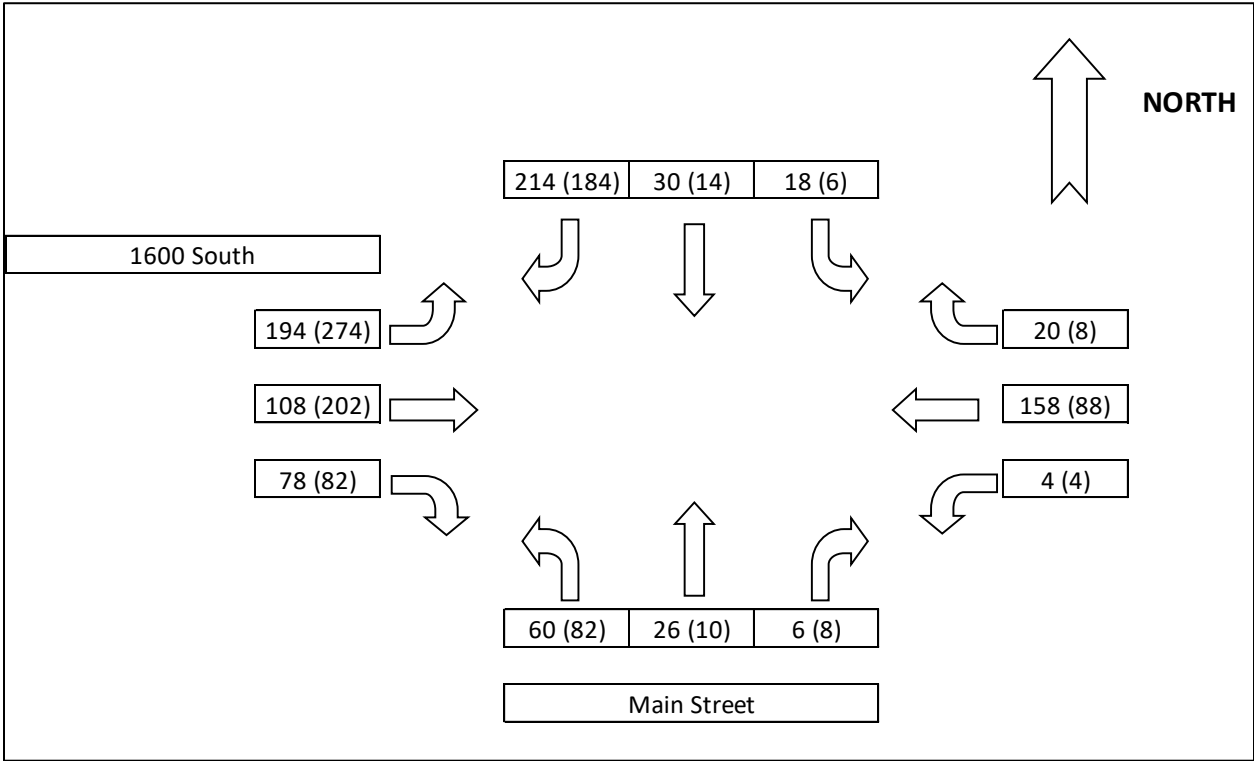 NORTH
214 (184) 30 (14) 18 (6)
1600 South
194 (274) 20 (8)
108 (202) 158 (88)
78 (82) 4 (4)
60 (82) 26 (10) 6 (8)
Main Street